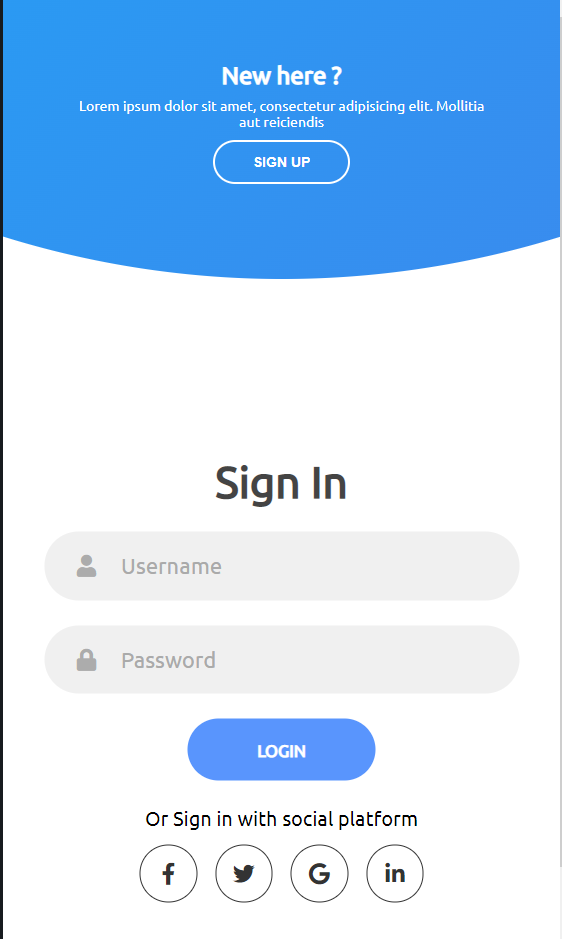 New here ?
Lorem ipsum dolor sit amet, consectetur adipisicing elit. Mollitia
aut reiciendis
SIGN UP
Sign In
Username
Password
LOGIN
Or Sign in with social platform